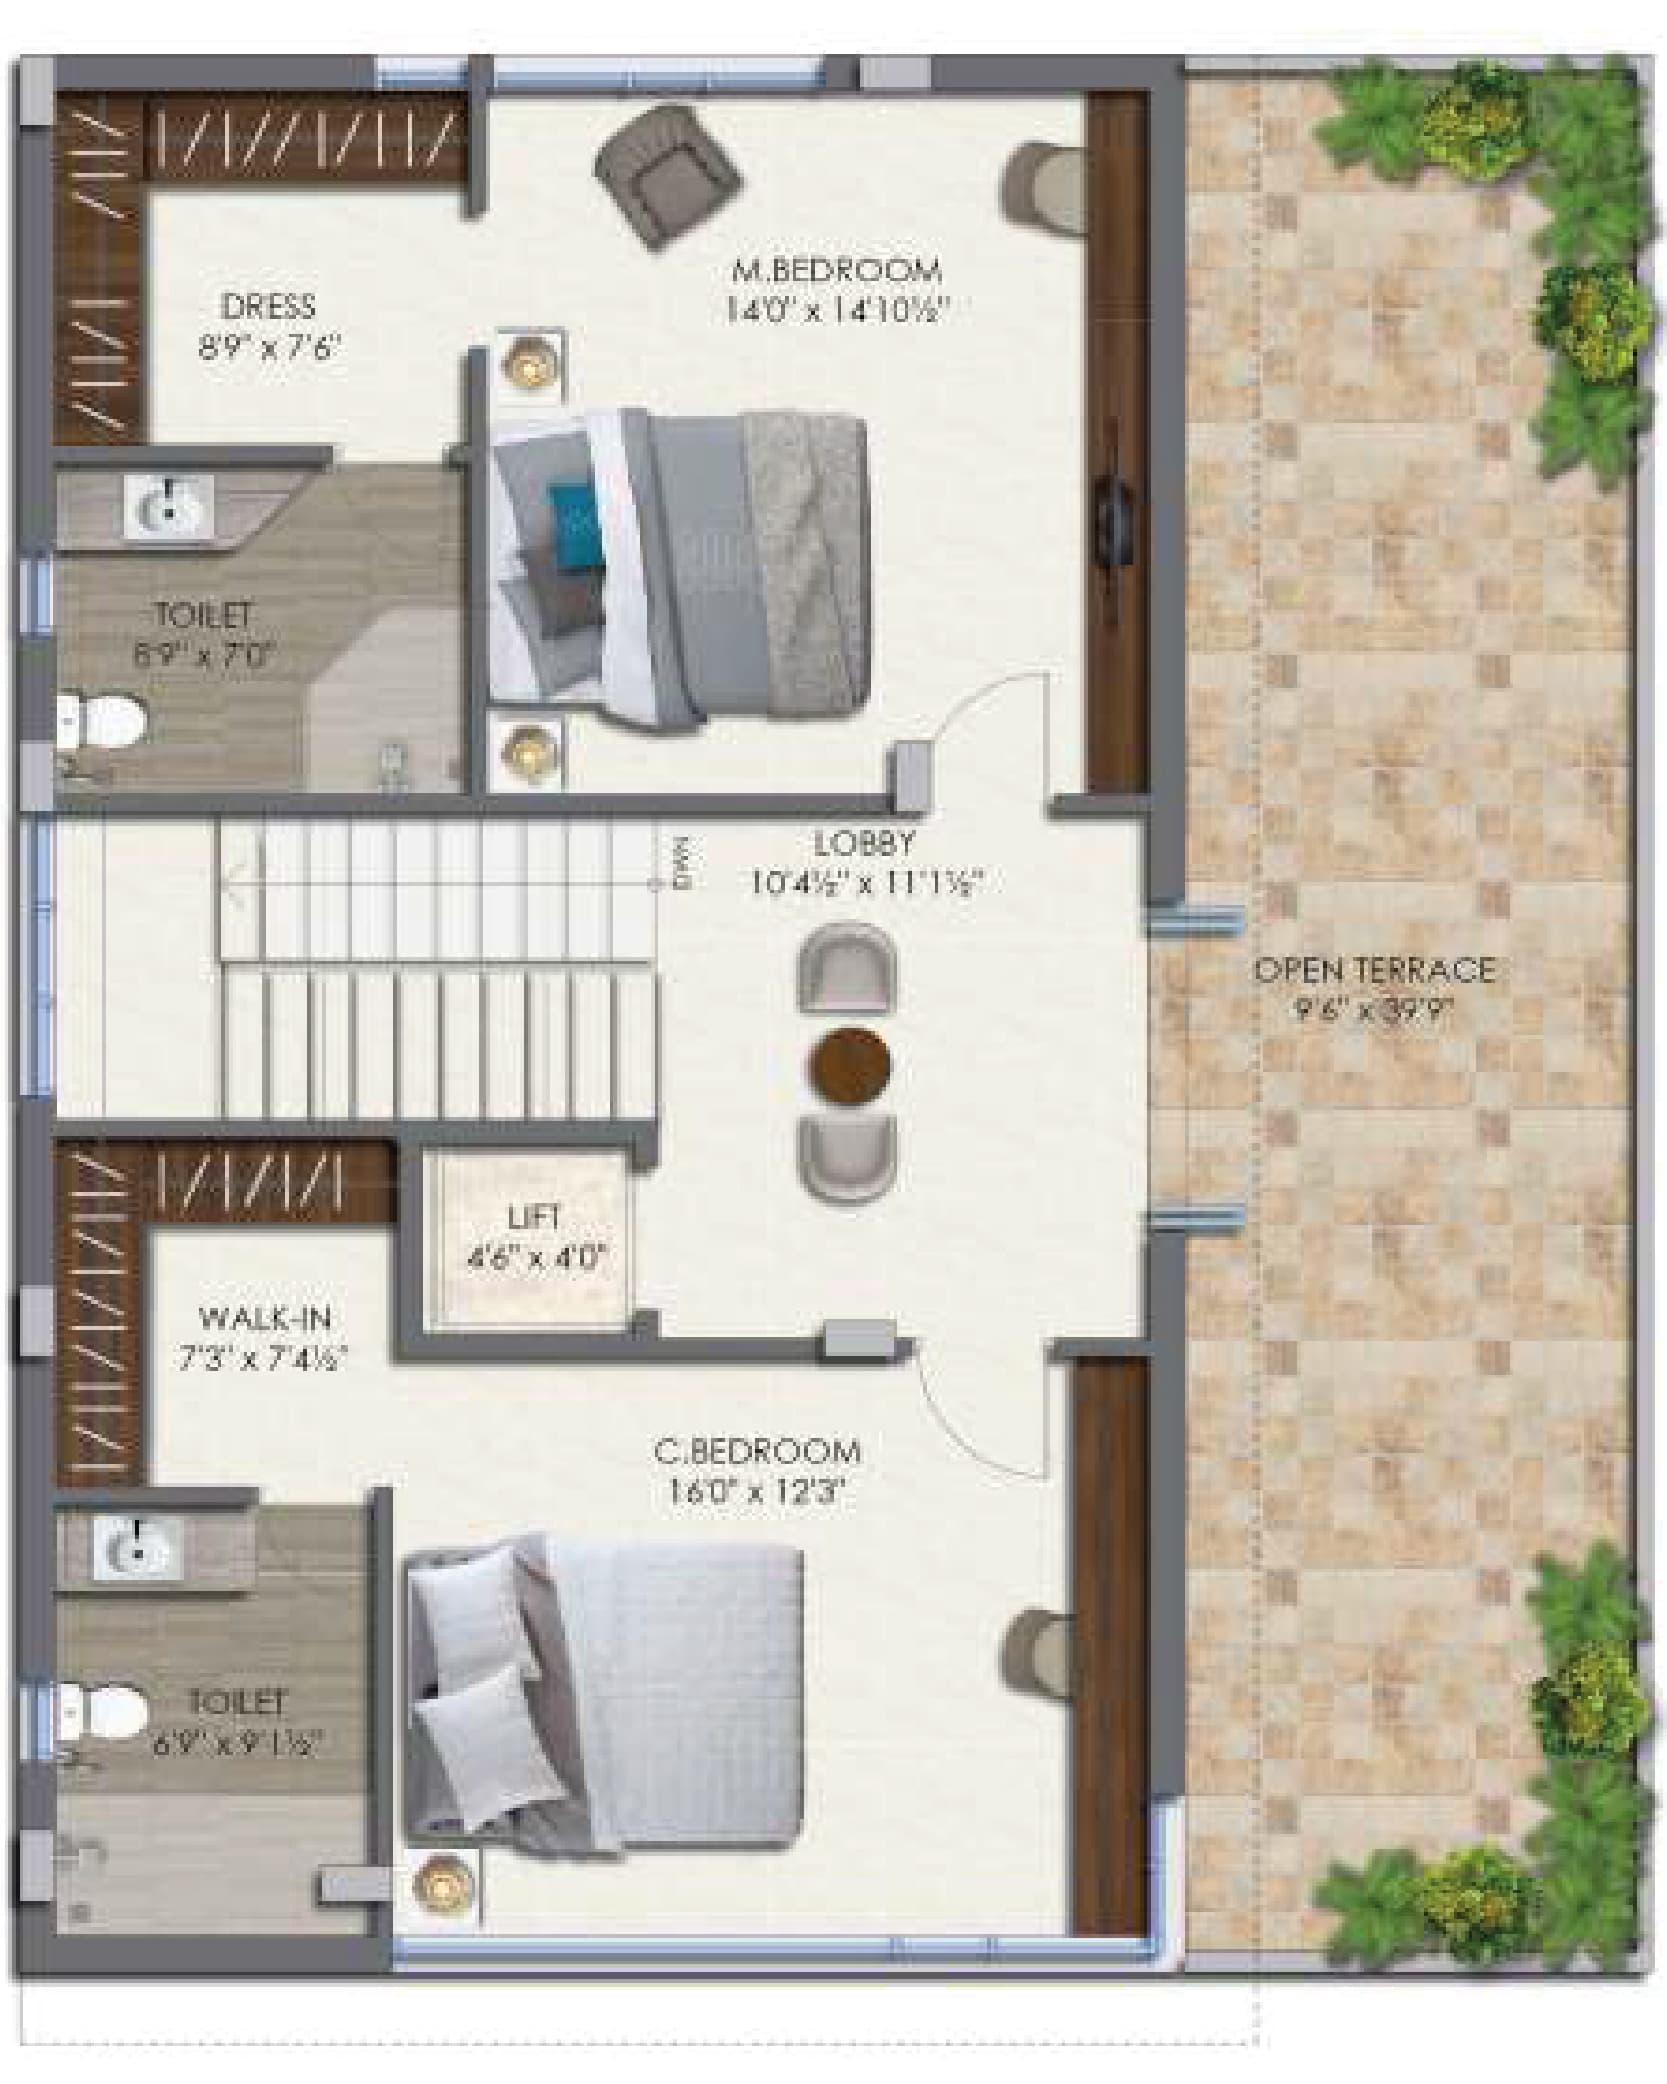 M.BEDROOM
14'0" x 14'10½"
DRESS
8'9" x 7'6"
TOILET
8'9" x 7'0"
LOBBY
10'4½" x 11'1½"
DWN
OPEN TERRACE
9'6" x 39'9"
LIFT
4'6" x 4'0"
WALK-IN
7'3" x 7'4½"
C.BEDROOM
16'0" x 12'3"
TOILET
6'9" x 9'1½"